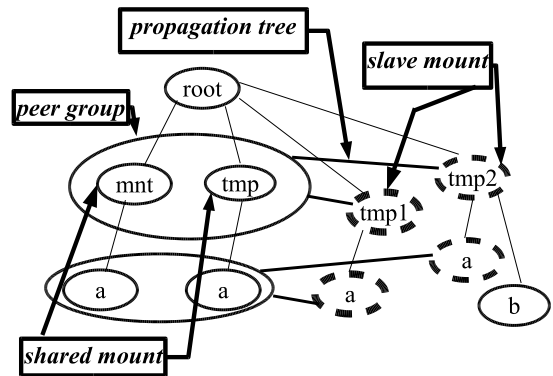 propagation tree
slave mount
root
peer group
mnt
tmp
tmp2
tmp1
a
a
a
a
b
shared mount